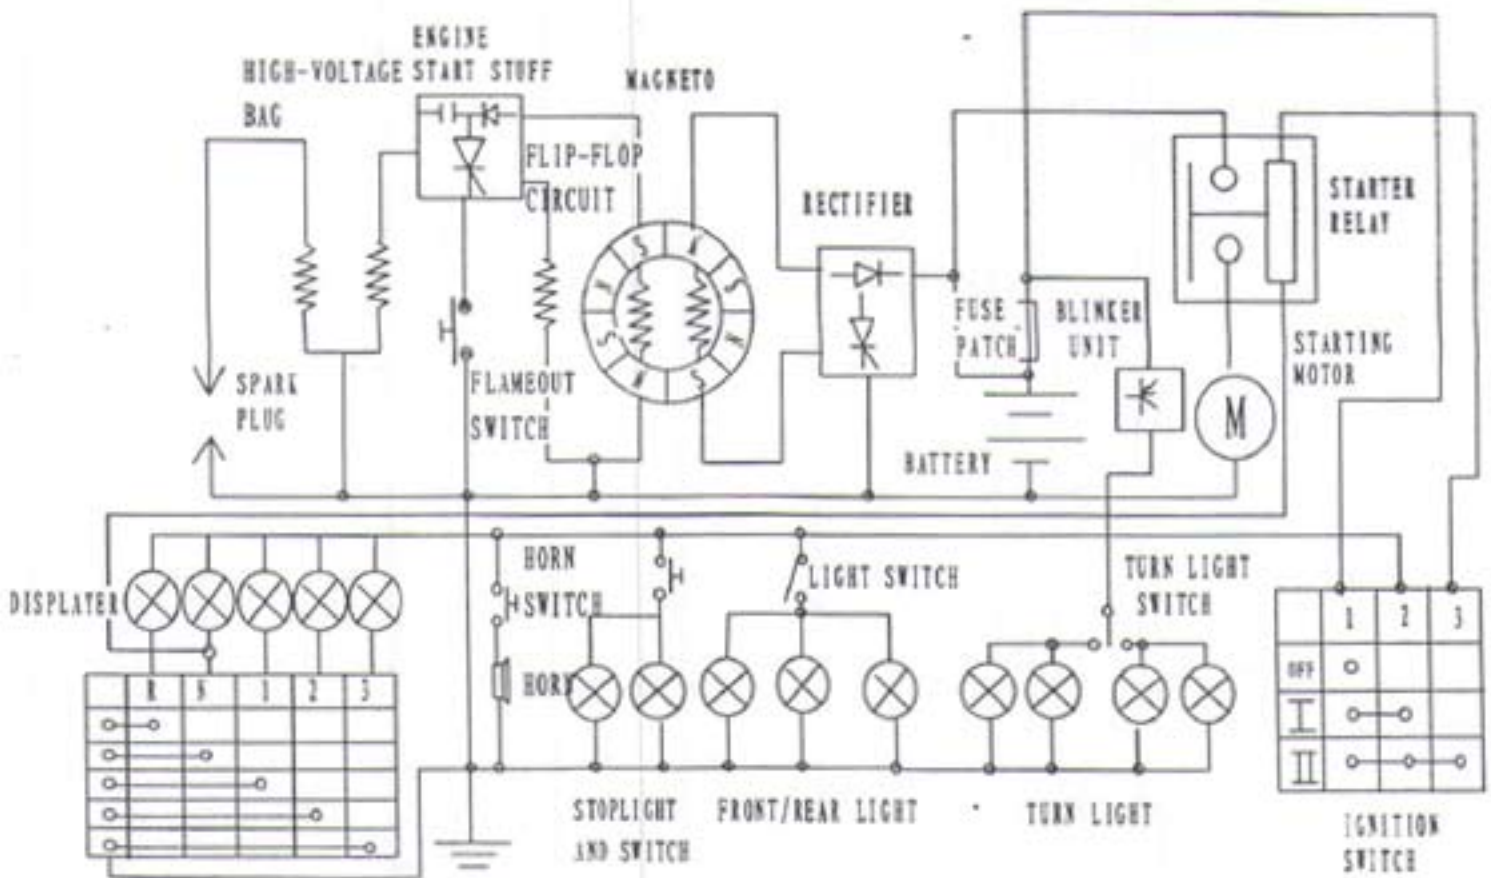 ENGINE
HIGH-VOLTAGE START STUFF
BAG
MAGNETO
FLIP-FLOP
CIRCUIT
RECTIFIER
STARTER
RELAY
SPARK
PLUG
FLAMEOUT
SWITCH
FUSE
PATCH
BLINKER
UNIT
STARTING
MOTOR
M
BATTERY
S
N
S
N
S
N
S
N
DISPLAYER
HORN
SWITCH
HORN
LIGHT SWITCH
TURN LIGHT
SWITCH
R N 1 2 3
1 2 3
OFF
I
II
STOPLIGHT
AND SWITCH
FRONT/REAR LIGHT
TURN LIGHT
IGNITION
SWITCH